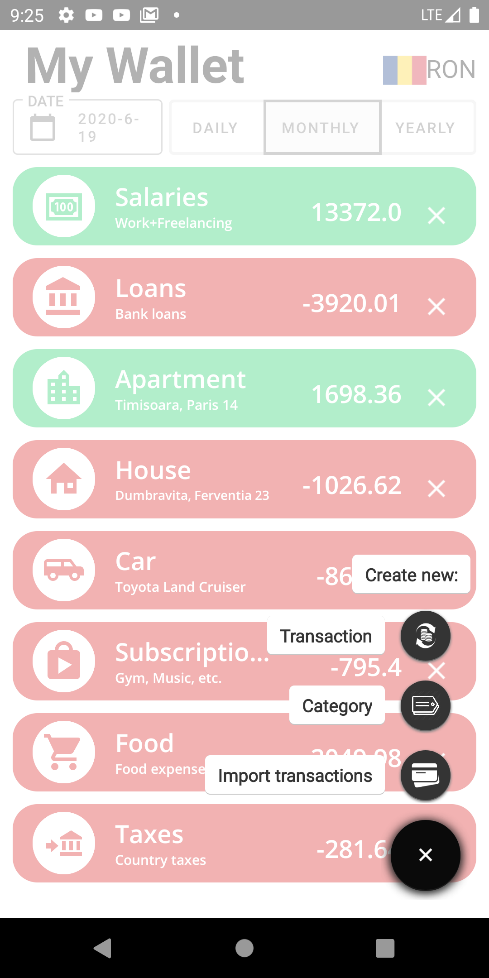 9:25
LTE
My Wallet
RON
DATE
2020-6-
19
DAILY
MONTHLY
YEARLY
100
Salaries
Work+Freelancing
13372.0
Loans
Bank loans
-3920.01
Apartment
Timisoara, Paris 14
1698.36
House
Dumbravita, Ferventia 23
-1026.62
Car
Toyota Land Cruiser
-86
Create new:
Transaction
Subscriptio...
Gym, Music, etc.
-795.4
Category
Food
Food expense
Import transactions
Taxes
Country taxes
-281.6